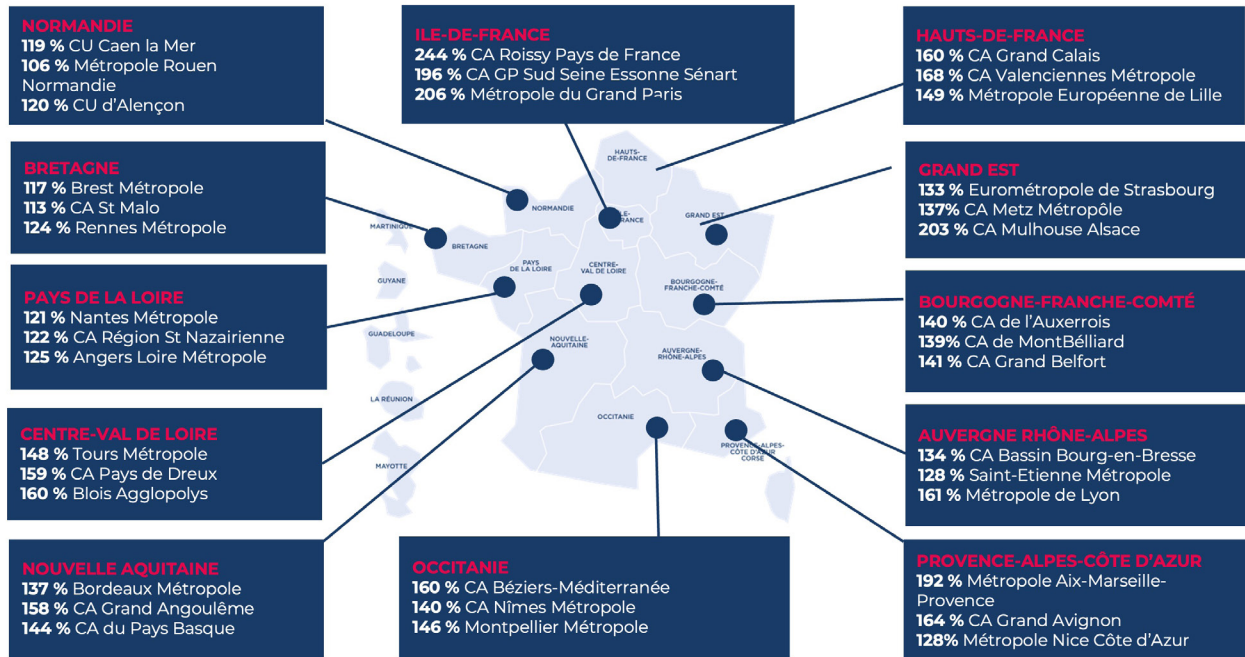 NORMANDIE
119 % CU Caen la Mer
106 % Métropole Rouen
Normandie
120 % CU d'Alençon
ILE-DE-FRANCE
244 % CA Roissy Pays de France
196 % CA GP Sud Seine Essonne Sénart
206 % Métropole du Grand Paris
HAUTS-DE-FRANCE
160 % CA Grand Calais
168 % CA Valenciennes Métropole
149 % Métropole Européenne de Lille
BRETAGNE
117 % Brest Métropole
113 % CA St Malo
124 % Rennes Métropole
GRAND EST
133 % Eurométropole de Strasbourg
137% CA Metz Métropôle
203 % CA Mulhouse Alsace
PAYS DE LA LOIRE
121 % Nantes Métropole
122 % CA Région St Nazairienne
125 % Angers Loire Métropole
BOURGOGNE-FRANCHE-COMTÉ
140 % CA de l'Auxerrois
139% CA de MontBélliard
141 % CA Grand Belfort
CENTRE-VAL DE LOIRE
148 % Tours Métropole
159 % CA Pays de Dreux
160 % Blois Agglopolys
AUVERGNE RHÔNE-ALPES
134 % CA Bassin Bourg-en-Bresse
128 % Saint-Etienne Métropole
161 % Métropole de Lyon
NOUVELLE AQUITAINE
137 % Bordeaux Métropole
158 % CA Grand Angoulême
144 % CA du Pays Basque
OCCITANIE
160 % CA Béziers-Méditerranée
140 % CA Nîmes Métropole
146 % Montpellier Métropole
PROVENCE-ALPES-CÔTE D'AZUR
192 % Métropole Aix-Marseille-
Provence
164 % CA Grand Avignon
128% Métropole Nice Côte d'Azur
HAUTS-
DE-FRANCE
NORMANDIE
GRAND EST
MARTINIQUE
BRETAGNE
PAYS
DE LA LOIRE
CENTRE-
VAL DE LOIRE
GUYANE
BOURGOGNE-
FRANCHE-COMTÉ
GUADELOUPE
NOUVELLE-
AQUITAINE
AUVERGNE-
RHÔNE-ALPES
LA RÉUNION
OCCITANIE
PROVENCE-ALPES-
CÔTE D'AZUR
CORSE
MAYOTTE